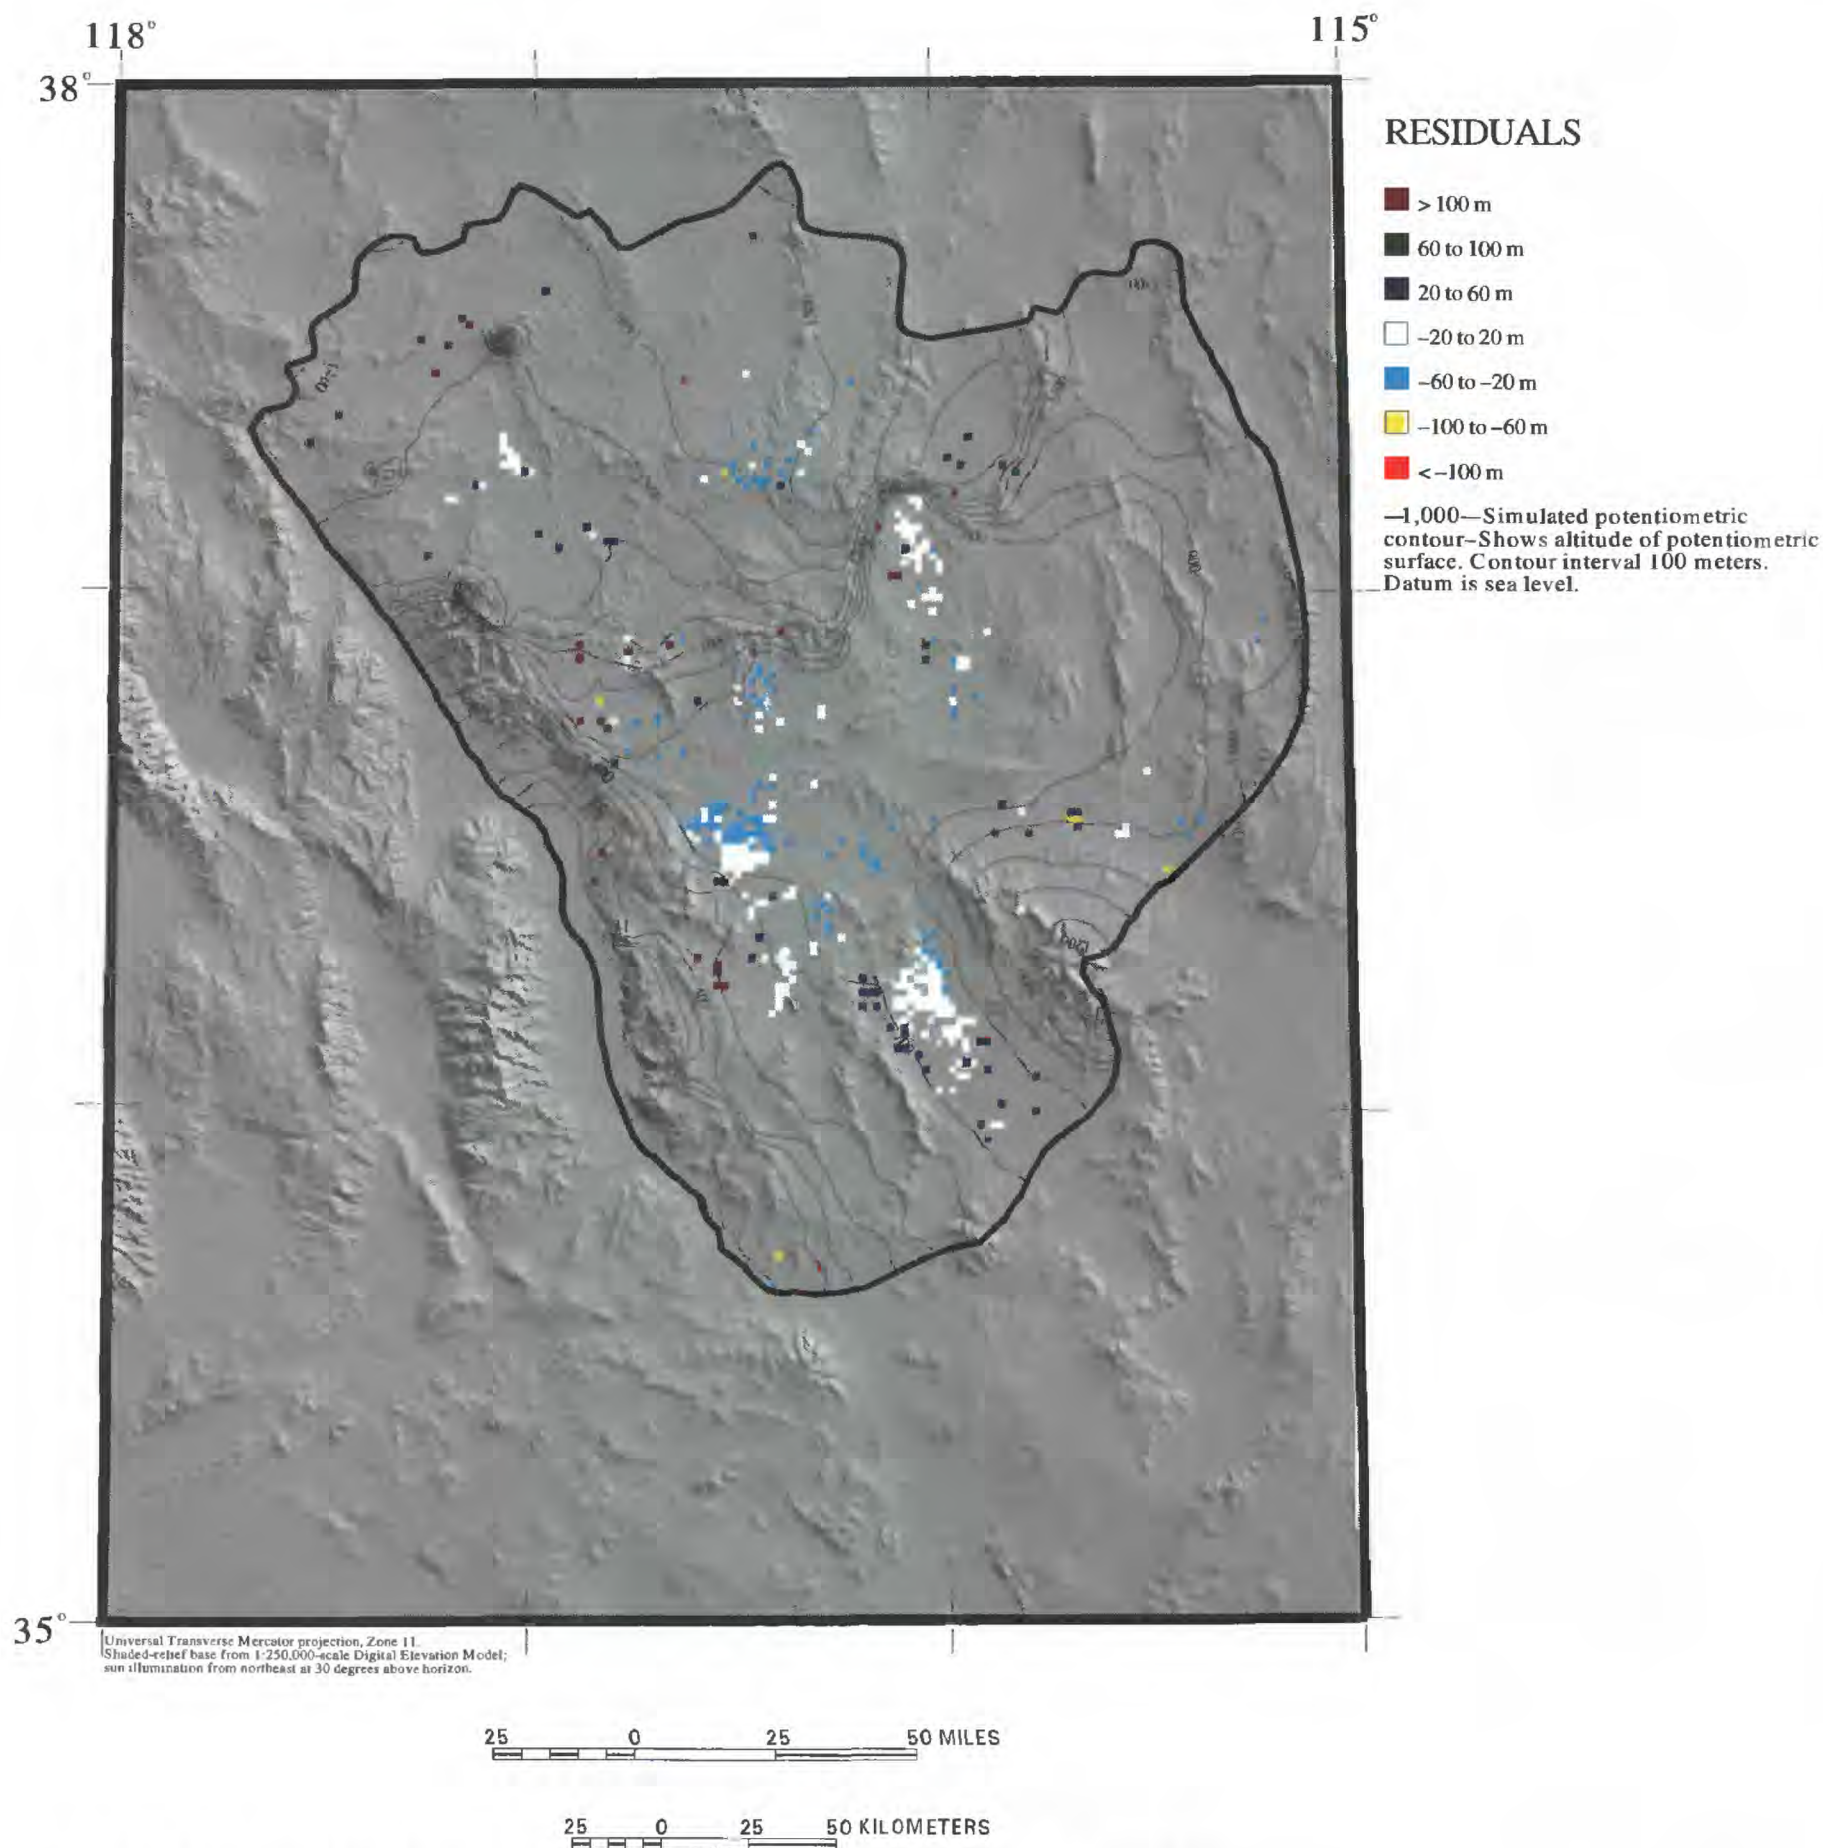 118° 115°
38°
RESIDUALS
> 100 m
60 to 100 m
20 to 60 m
–20 to 20 m
–60 to –20 m
–100 to –60 m
< –100 m
—1,000—Simulated potentiometric
contour–Shows altitude of potentiometric
surface. Contour interval 100 meters.
Datum is sea level.
1200
35°
Universal Transverse Mercator projection, Zone 11.
Shaded-relief base from 1:250,000-scale Digital Elevation Model;
sun illumination from northeast at 30 degrees above horizon.
25 0 25 50 MILES
25 0 25 50 KILOMETERS